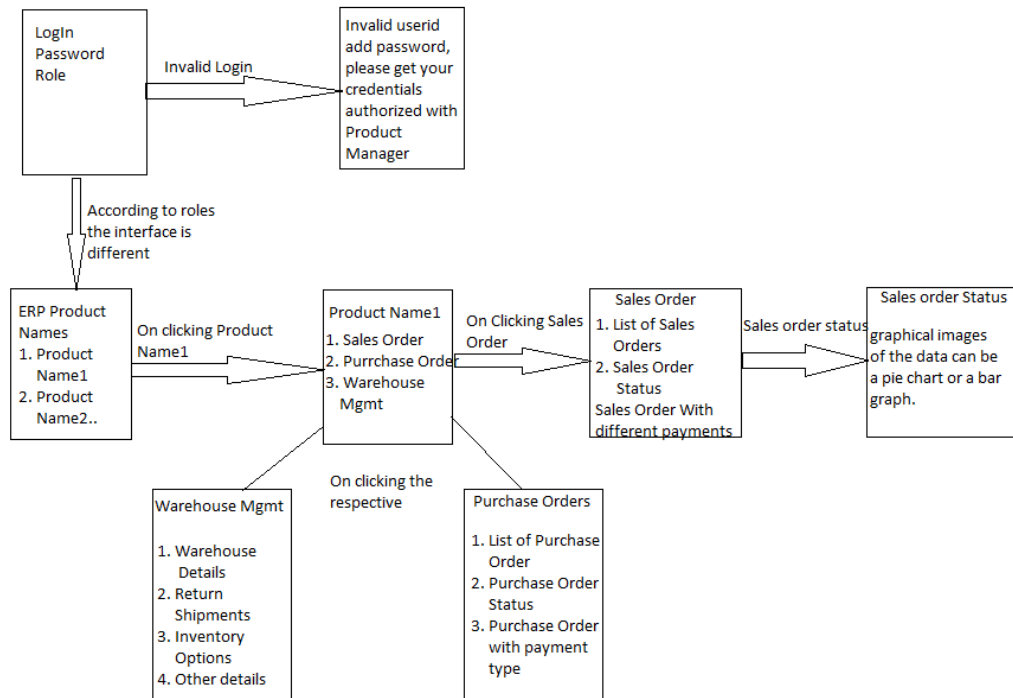 LogIn
Password
Role
Invalid Login
Invalid userid
add password,
please get your
credentials
authorized with
Product
Manager
According to roles
the interface is
different
ERP Product
Names
1. Product
Name1
2. Product
Name2..
On clicking Product
Name1
Product Name1
1. Sales Order
2. Purrchase Order
3. Warehouse
Mgmt
On Clicking Sales
Order
Sales Order
1. List of Sales
Orders
2. Sales Order
Status
Sales Order With
different payments
Sales order status
Sales order Status
graphical images
of the data can be
a pie chart or a bar
graph.
On clicking the
respective
Warehouse Mgmt
1. Warehouse
Details
2. Return
Shipments
3. Inventory
Options
4. Other details
Purchase Orders
1. List of Purchase
Order
2. Purchase Order
Status
3. Purchase Order
with payment
type